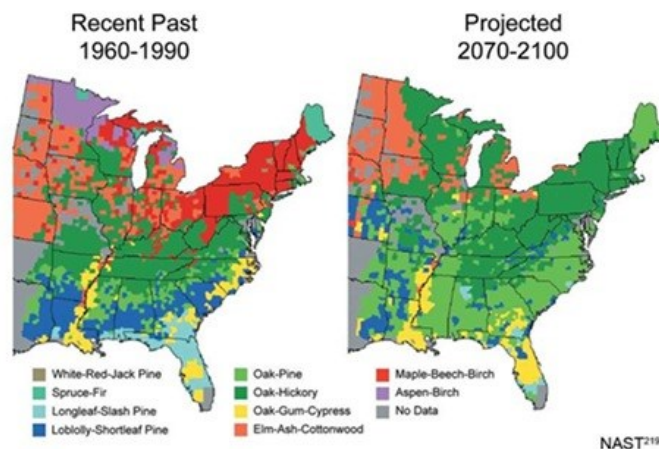 Recent Past
1960-1990
Projected
2070-2100
White-Red-Jack Pine
Spruce-Fir
Longleaf-Slash Pine
Loblolly-Shortleaf Pine
Oak-Pine
Oak-Hickory
Oak-Gum-Cypress
Elm-Ash-Cottonwood
Maple-Beech-Birch
Aspen-Birch
No Data
NAST219